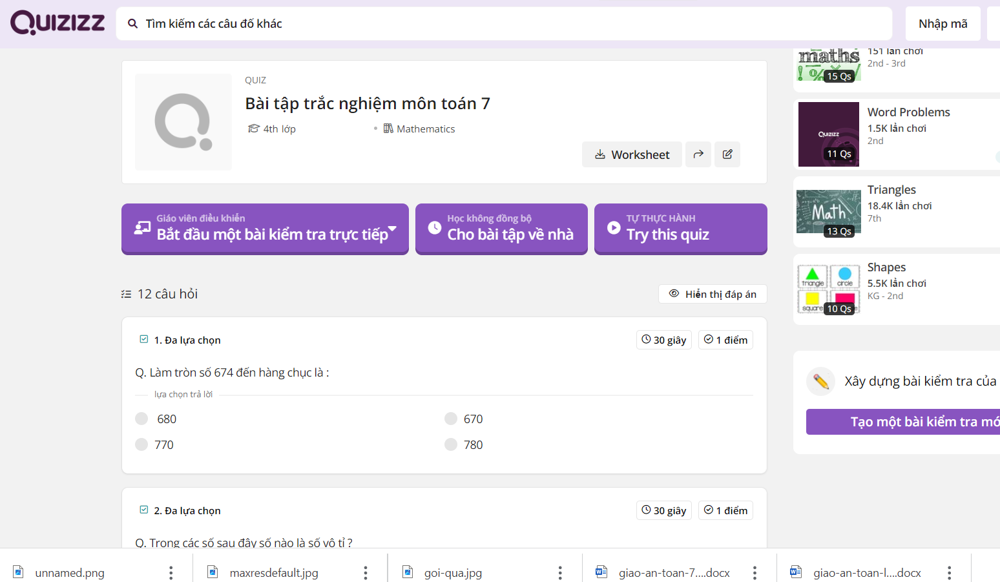 Quizizz
Tìm kiếm các câu đố khác
Nhập mã
QUIZ
Bài tập trắc nghiệm môn toán 7
4th lớp
Mathematics
Worksheet
Giáo viên điều khiển
Bắt đầu một bài kiểm tra trực tiếp
Học không đồng bộ
Cho bài tập về nhà
TỰ THỰC HÀNH
Try this quiz
12 câu hỏi
Hiển thị đáp án
1. Đa lựa chọn
30 giây
1 điểm
Q. Làm tròn số 674 đến hàng chục là :
lựa chọn trả lời
680
670
770
780
2. Đa lựa chọn
30 giây
1 điểm
Q. Trong các số sau đây số nào là số vô tỉ ?
maths
15 Qs
151 lần chơi
2nd - 3rd
Quizizz
11 Qs
Word Problems
1.5K lần chơi
2nd
Math
13 Qs
Triangles
18.4K lần chơi
7th
triangle
circle
square
10 Qs
Shapes
5.5K lần chơi
KG - 2nd
Xây dựng bài kiểm tra của
Tạo một bài kiểm tra mớ
unnamed.png
maxresdefault.jpg
goi-qua.jpg
giao-an-toan-7....docx
giao-an-toan-l....docx